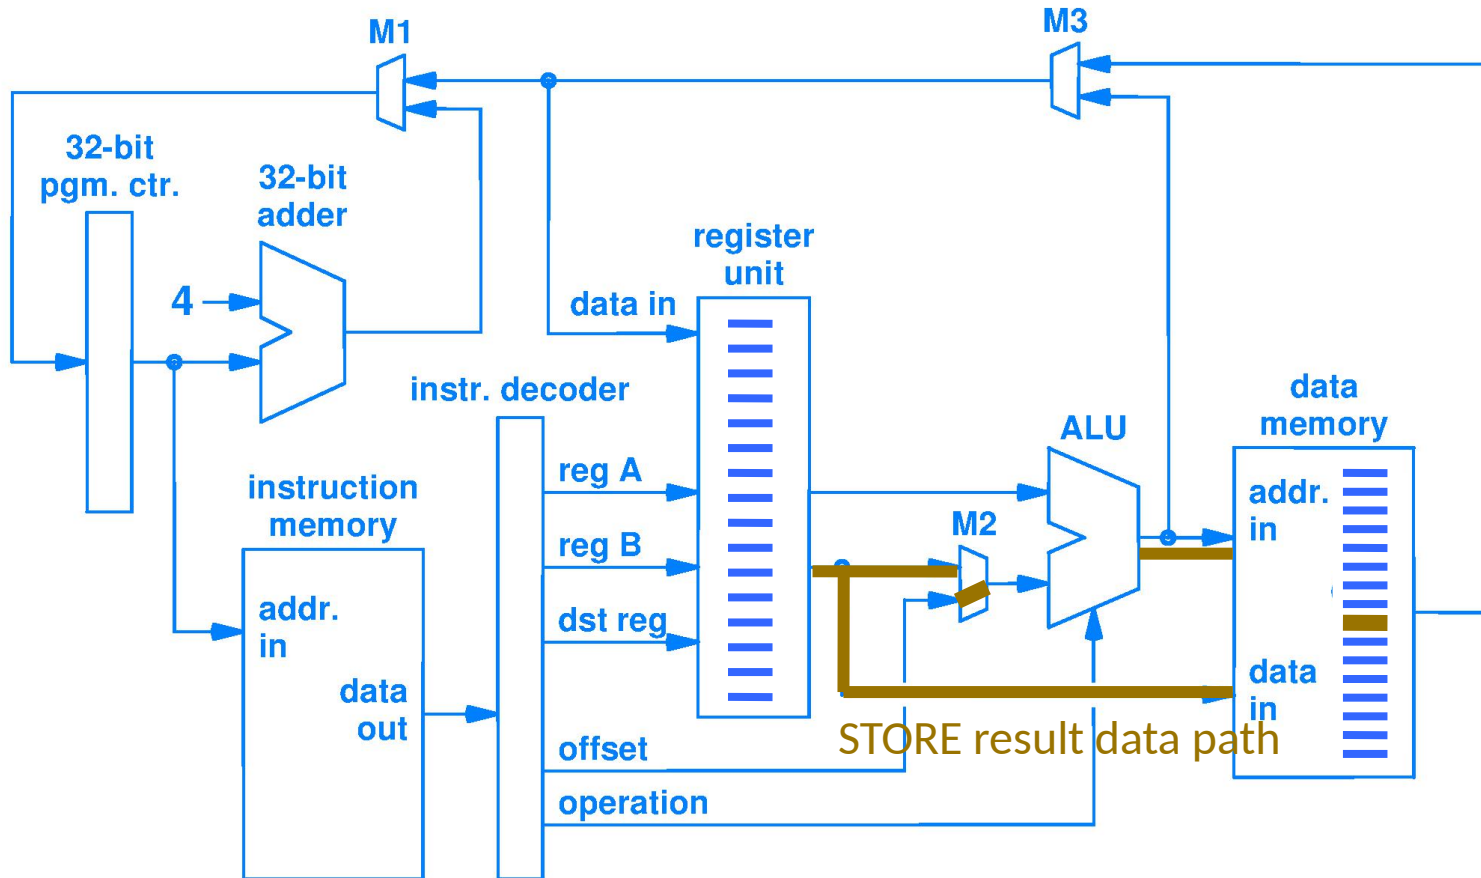 M1
M3
32-bit
pgm. ctr.
32-bit
adder
register
unit
4
data in
instr. decoder
data
memory
ALU
reg A
instruction
memory
addr.
in
M2
reg B
addr.
in
dst reg
data
in
data
out
STORE result data path
offset
operation